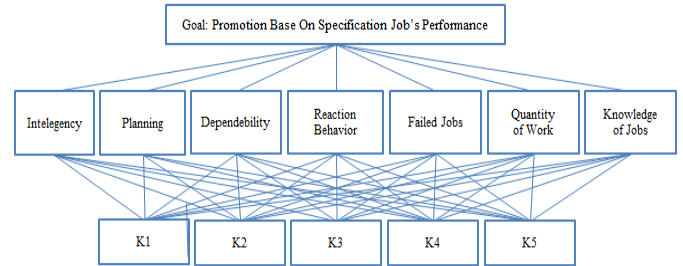 Goal: Promotion Base On Specification Job's Performance
Intelegency
Planning
Dependebility
Reaction
Behavior
Failed Jobs
Quantity
of Work
Knowledge
of Jobs
K1
K2
K3
K4
K5